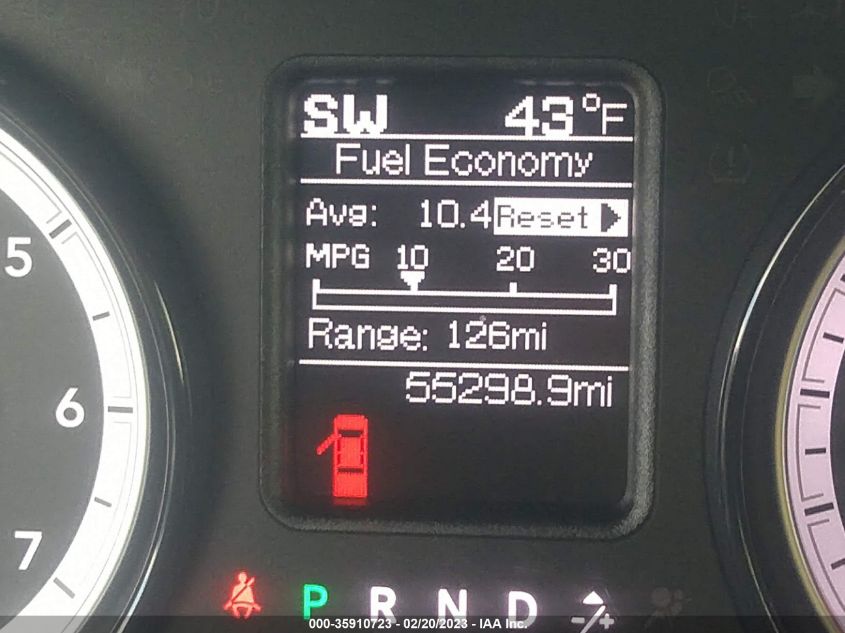 SW 43°F
Fuel Economy
Avg: 10.4 Reset
MPG 10 20 30
Range: 126mi
55298.9mi
5
6
7
P R N D -/+
000-35910723 - 02/20/2023 - IAA Inc.